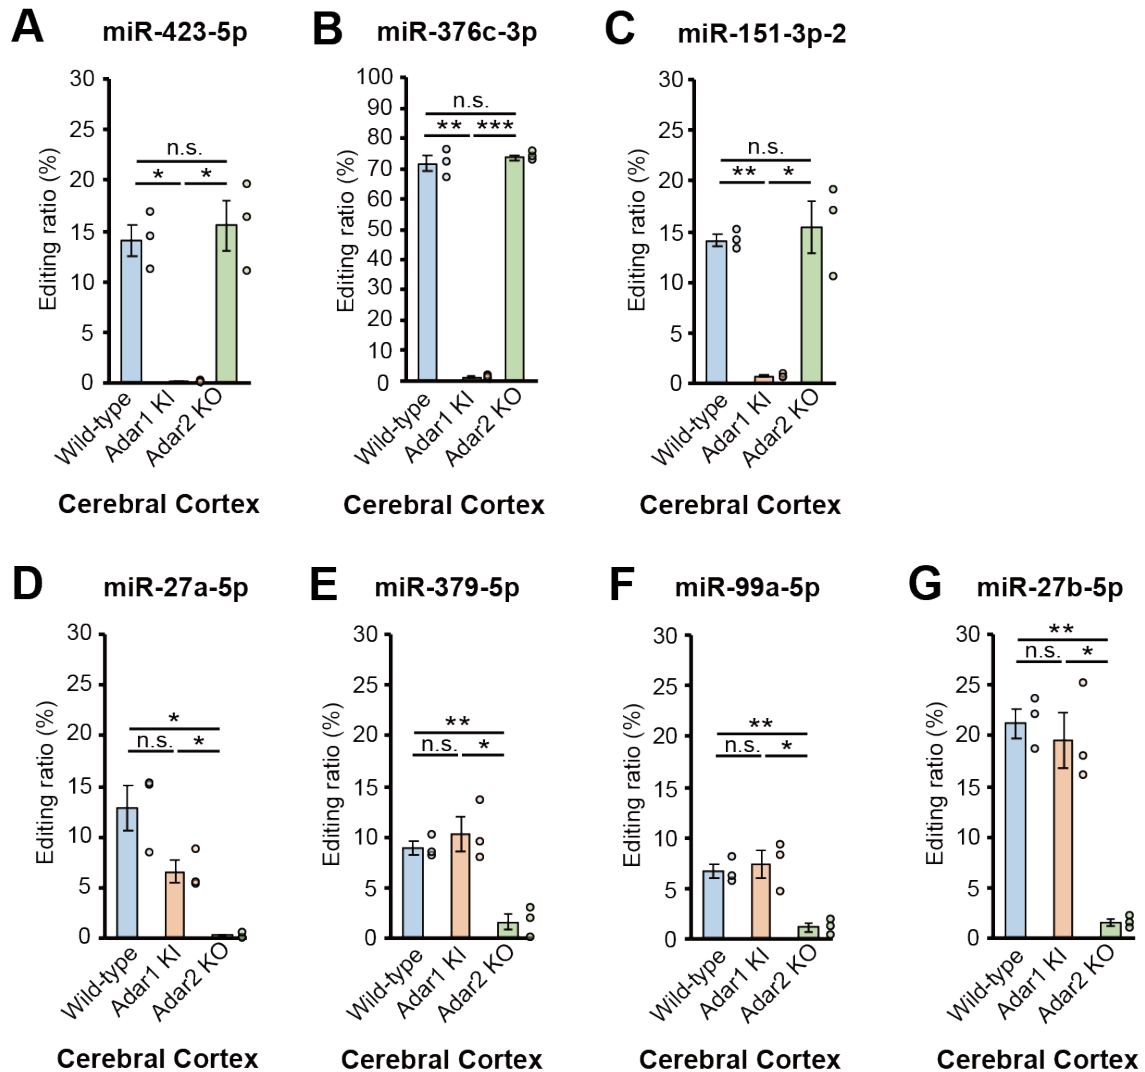 A miR-423-5p
Editing ratio (%)
30
25
20
15
10
5
0
n.s.
* *
Wild-type
Adar1 KI
Adar2 KO
Cerebral Cortex
B miR-376c-3p
Editing ratio (%)
100
90
80
70
60
50
40
30
20
10
0
n.s.
** ***
Wild-type
Adar1 KI
Adar2 KO
Cerebral Cortex
C miR-151-3p-2
Editing ratio (%)
30
25
20
15
10
5
0
n.s.
** *
Wild-type
Adar1 KI
Adar2 KO
Cerebral Cortex
D miR-27a-5p
Editing ratio (%)
30
25
20
15
10
5
0
*
n.s. *
Wild-type
Adar1 KI
Adar2 KO
Cerebral Cortex
E miR-379-5p
Editing ratio (%)
30
25
20
15
10
5
0
**
n.s. *
Wild-type
Adar1 KI
Adar2 KO
Cerebral Cortex
F miR-99a-5p
Editing ratio (%)
30
25
20
15
10
5
0
**
n.s. *
Wild-type
Adar1 KI
Adar2 KO
Cerebral Cortex
G miR-27b-5p
Editing ratio (%)
30
25
20
15
10
5
0
**
n.s. *
Wild-type
Adar1 KI
Adar2 KO
Cerebral Cortex